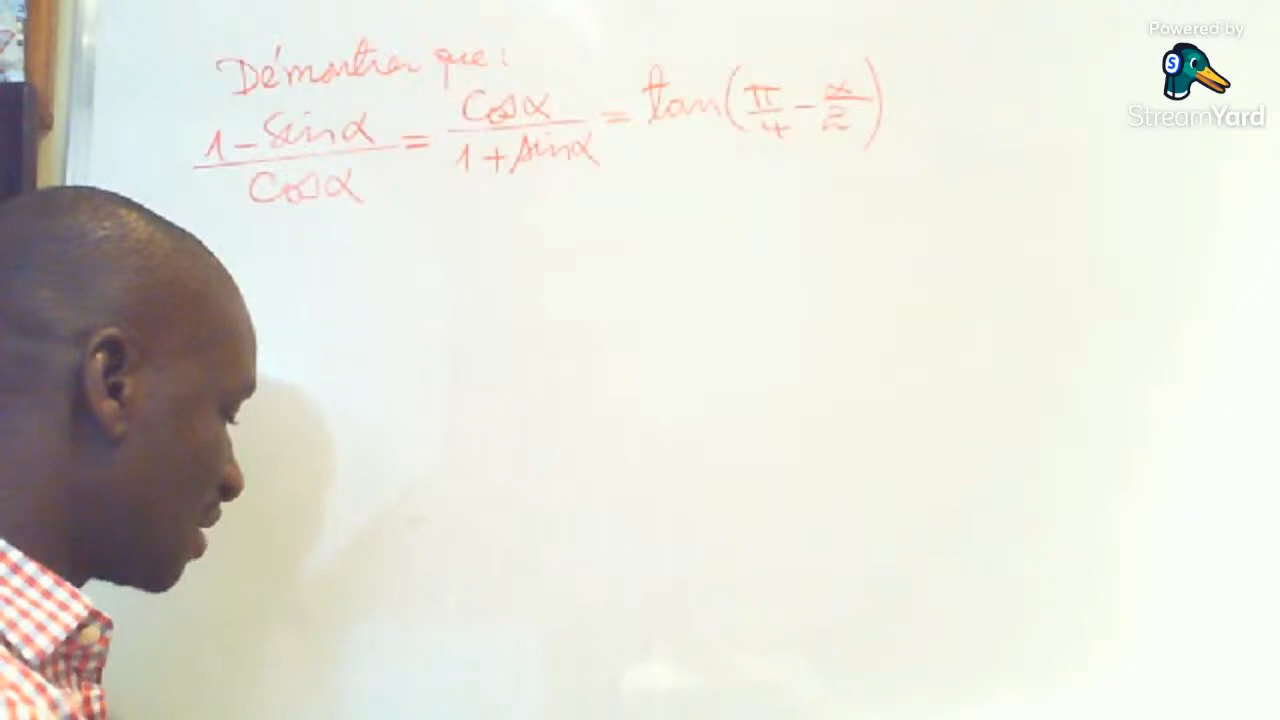 Démontrer que :
1 - sin α / cos α = cos α / 1 + sin α = tan(π/4 - α/2)
Powered by
S
StreamYard